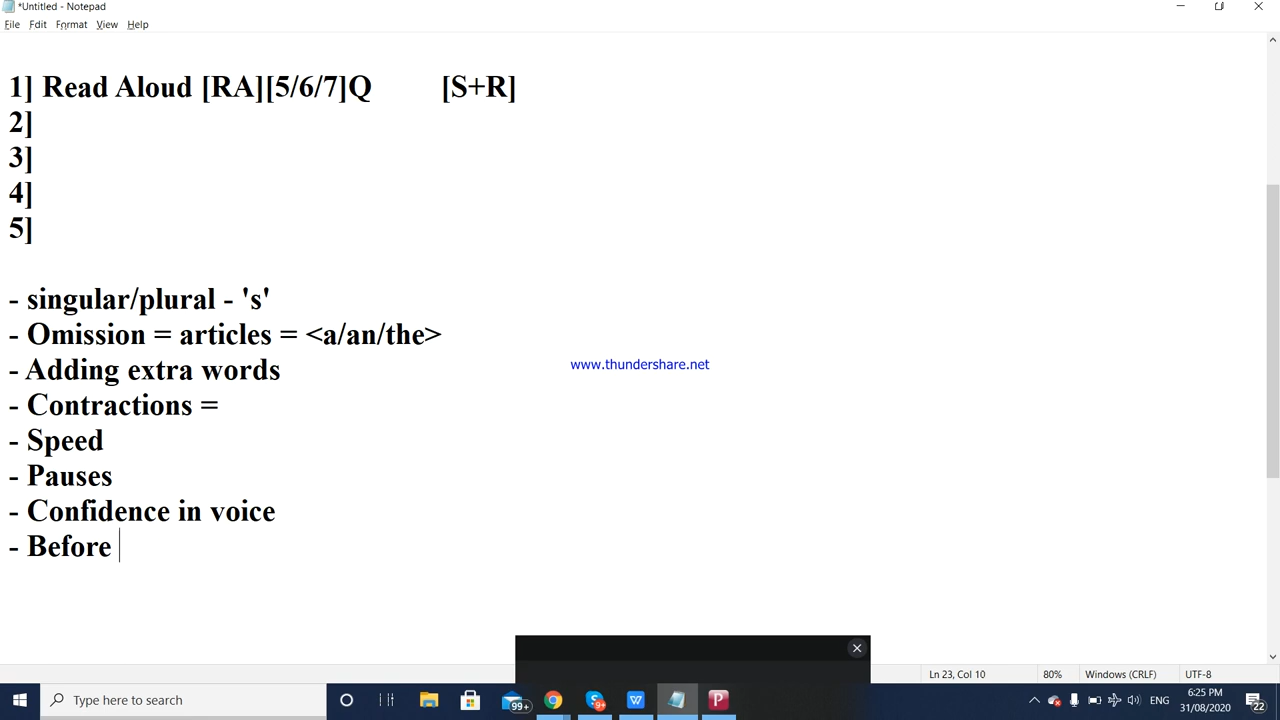 *Untitled - Notepad
File Edit Format View Help
1] Read Aloud [RA][5/6/7]Q [S+R]
2]
3]
4]
5]
- singular/plural - 's'
- Omission = articles = <a/an/the>
- Adding extra words
- Contractions =
- Speed
- Pauses
- Confidence in voice
- Before
www.thundershare.net
Ln 23, Col 10 80% Windows (CRLF) UTF-8
Type here to search 99+ 9+ W P ENG 6:25 PM
31/08/2020 22